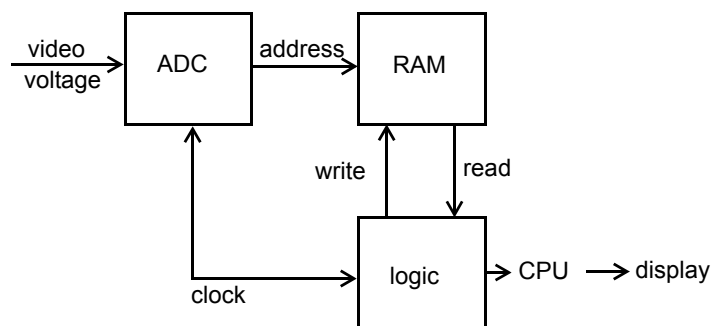 video
voltage
ADC
address
RAM
write
read
clock
logic
CPU
display